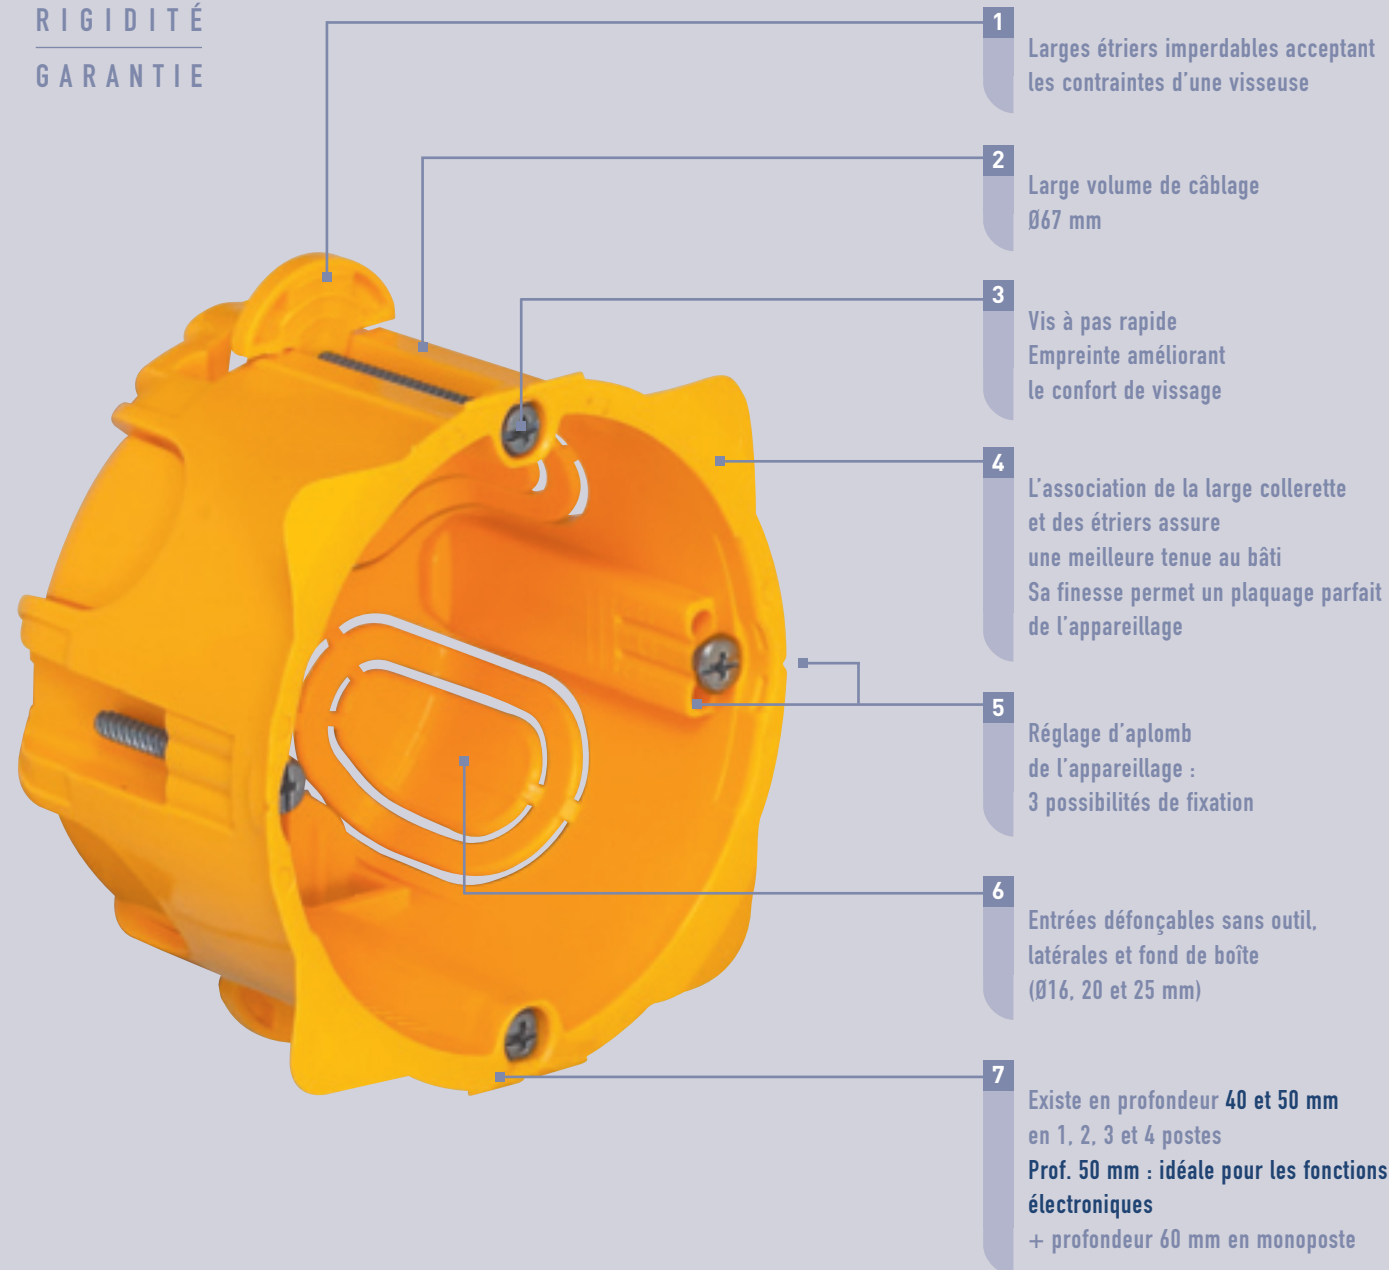 RIGIDITÉ
GARANTIE
1
Larges étriers imperdables acceptant
les contraintes d’une visseuse
2
Large volume de câblage
Ø67 mm
3
Vis à pas rapide
Empreinte améliorant
le confort de vissage
4
L’association de la large collerette
et des étriers assure
une meilleure tenue au bâti
Sa finesse permet un plaquage parfait
de l’appareillage
5
Réglage d’aplomb
de l’appareillage :
3 possibilités de fixation
6
Entrées défonçables sans outil,
latérales et fond de boîte
(Ø16, 20 et 25 mm)
7
Existe en profondeur 40 et 50 mm
en 1, 2, 3 et 4 postes
Prof. 50 mm : idéale pour les fonctions
électroniques
+ profondeur 60 mm en monoposte